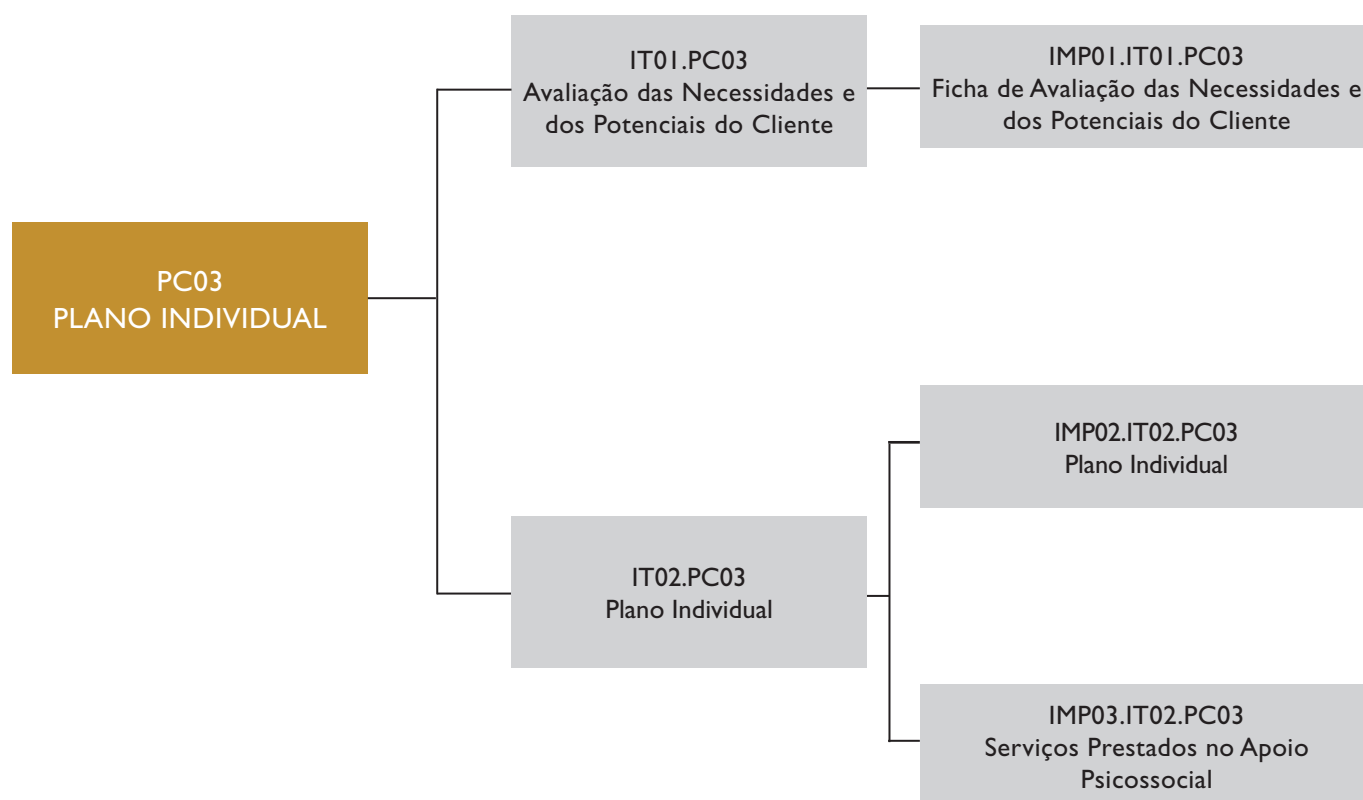 IT01.PC03
Avaliação das Necessidades e
dos Potenciais do Cliente
IMP01.IT01.PC03
Ficha de Avaliação das Necessidades e
dos Potenciais do Cliente
PC03
PLANO INDIVIDUAL
IMP02.IT02.PC03
Plano Individual
IT02.PC03
Plano Individual
IMP03.IT02.PC03
Serviços Prestados no Apoio
Psicossocial